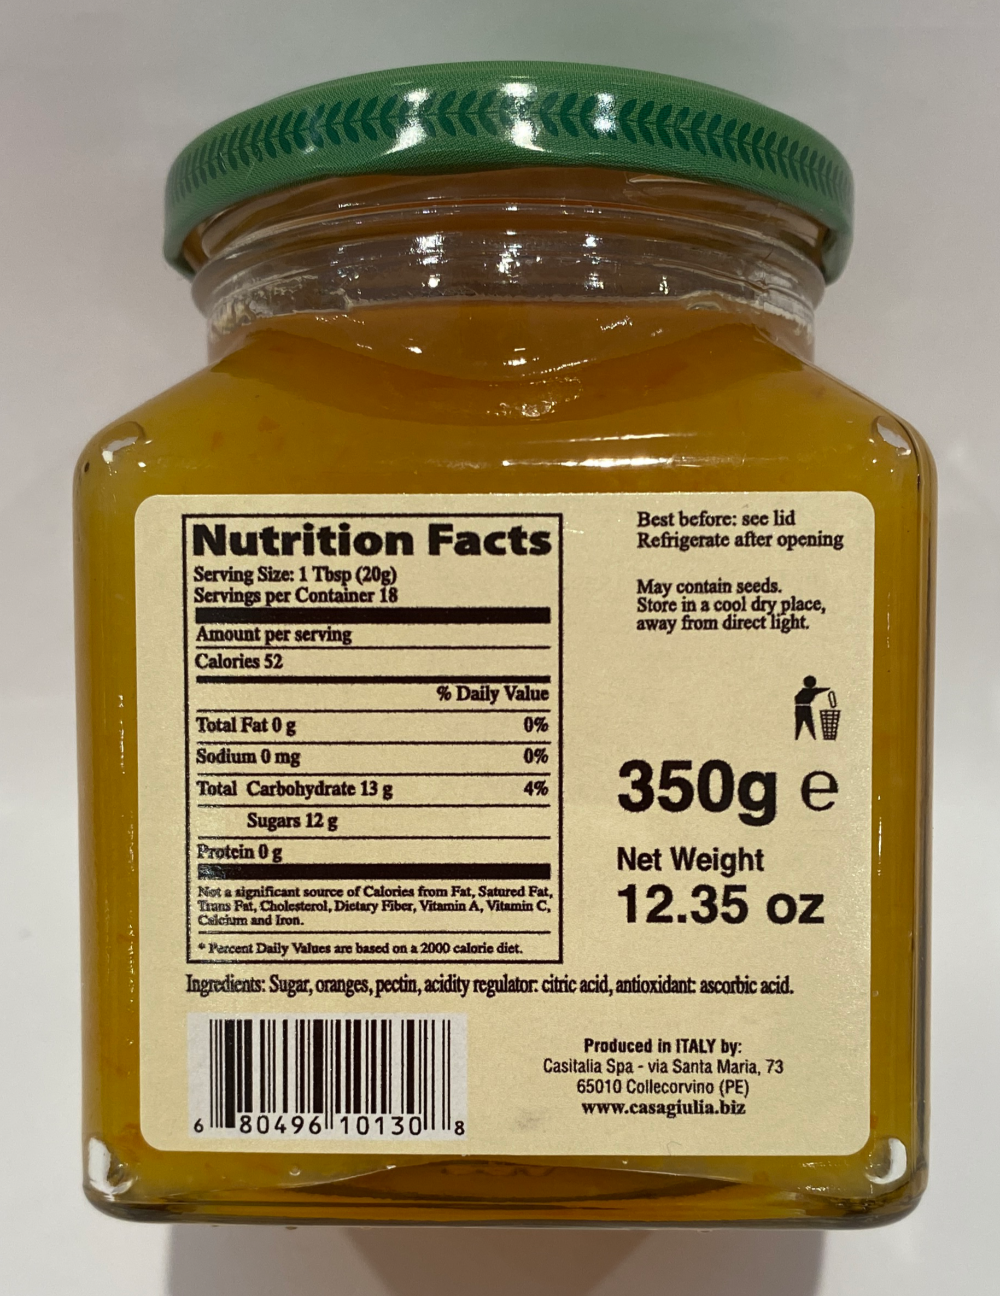 Nutrition Facts
Serving Size: 1 Tbsp (20g)
Servings per Container 18
Amount per serving
Calories 52
% Daily Value
Total Fat 0 g 0%
Sodium 0 mg 0%
Total Carbohydrate 13 g 4%
Sugars 12 g
Protein 0 g
Not a significant source of Calories from Fat, Satured Fat,
Trans Fat, Cholesterol, Dietary Fiber, Vitamin A, Vitamin C,
Calcium and Iron.
* Percent Daily Values are based on a 2000 calorie diet.
Best before: see lid
Refrigerate after opening
May contain seeds.
Store in a cool dry place,
away from direct light.
350g e
Net Weight
12.35 oz
Ingredients: Sugar, oranges, pectin, acidity regulator: citric acid, antioxidant: ascorbic acid.
6 80496 10130 8
Produced in ITALY by:
Casitalia Spa - via Santa Maria, 73
65010 Collecorvino (PE)
www.casagiulia.biz